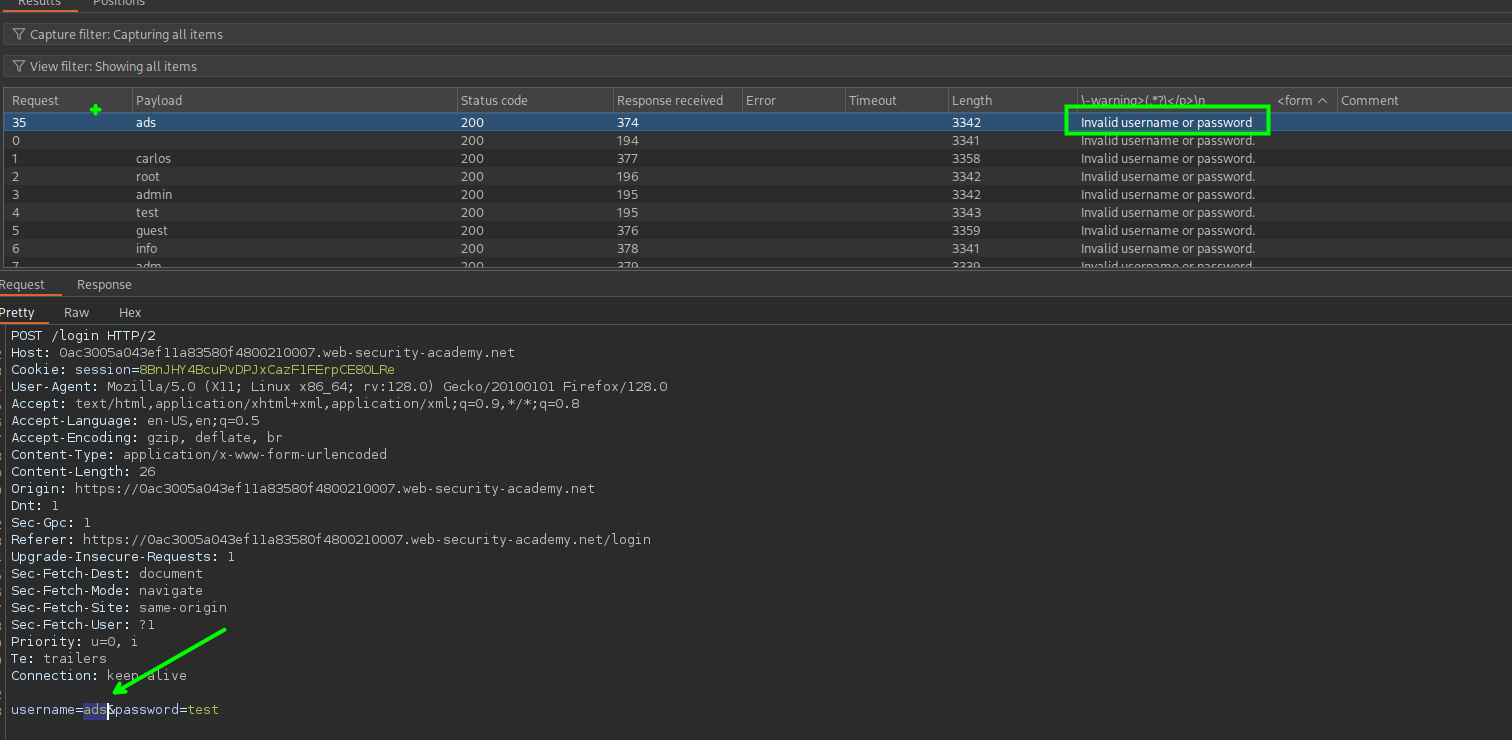 Results Positions
Capture filter: Capturing all items
View filter: Showing all items
Request Payload Status code Response received Error Timeout Length \-warning>(.*?)</p>\n <form Comment
35 ads 200 374 3342 Invalid username or password
0 200 194 3341 Invalid username or password.
1 carlos 200 377 3358 Invalid username or password.
2 root 200 196 3342 Invalid username or password.
3 admin 200 195 3342 Invalid username or password.
4 test 200 195 3343 Invalid username or password.
5 guest 200 376 3359 Invalid username or password.
6 info 200 378 3341 Invalid username or password.
7 adm 200 379 3339 Invalid username or password.
Request Response
Pretty Raw Hex
POST /login HTTP/2
Host: 0ac3005a043ef11a83580f4800210007.web-security-academy.net
Cookie: session=8BnJHY4BcuPvDPJxCazF1FErpCE8OLRe
User-Agent: Mozilla/5.0 (X11; Linux x86_64; rv:128.0) Gecko/20100101 Firefox/128.0
Accept: text/html,application/xhtml+xml,application/xml;q=0.9,*/*;q=0.8
Accept-Language: en-US,en;q=0.5
Accept-Encoding: gzip, deflate, br
Content-Type: application/x-www-form-urlencoded
Content-Length: 26
Origin: https://0ac3005a043ef11a83580f4800210007.web-security-academy.net
Dnt: 1
Sec-Gpc: 1
Referer: https://0ac3005a043ef11a83580f4800210007.web-security-academy.net/login
Upgrade-Insecure-Requests: 1
Sec-Fetch-Dest: document
Sec-Fetch-Mode: navigate
Sec-Fetch-Site: same-origin
Sec-Fetch-User: ?1
Priority: u=0, i
Te: trailers
Connection: keep-alive
username=ads&password=test